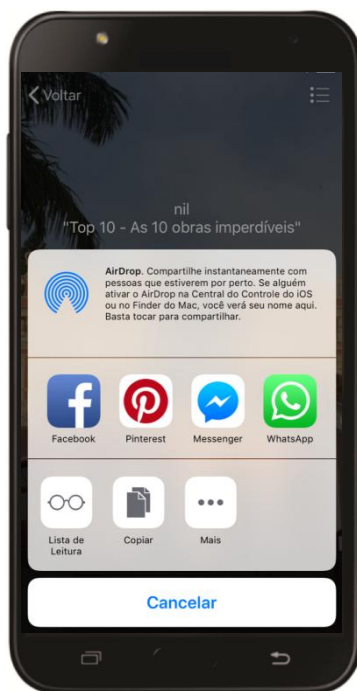 Voltar
nil
"Top 10 - As 10 obras imperdíveis"
AirDrop. Compartilhe instantaneamente com
pessoas que estiverem por perto. Se alguém
ativar o AirDrop na Central do Controle do iOS
ou no Finder do Mac, você verá seu nome aqui.
Basta tocar para compartilhar.
Facebook Pinterest Messenger WhatsApp
Lista de
Leitura Copiar Mais
Cancelar